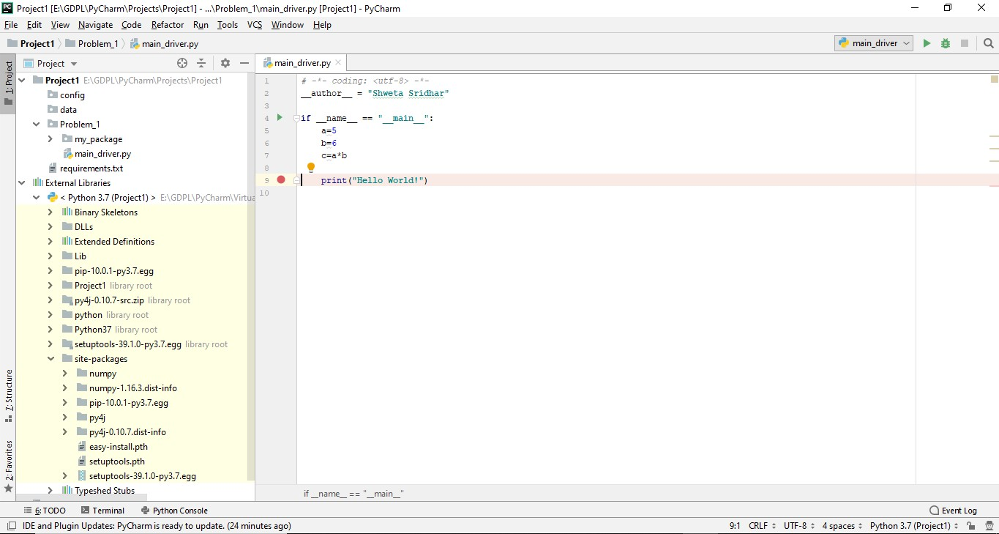 Project1 [E:\GDPL\PyCharm\Projects\Project1] - ...\Problem_1\main_driver.py [Project1] - PyCharm
File Edit View Navigate Code Refactor Run Tools VCS Window Help
Project1 Problem_1 main_driver.py main_driver
1: Project
Project
Project1 E:\GDPL\PyCharm\Projects\Project1
config
data
Problem_1
my_package
main_driver.py
requirements.txt
External Libraries
< Python 3.7 (Project1) > E:\GDPL\PyCharm\Virtua
Binary Skeletons
DLLs
Extended Definitions
Lib
pip-10.0.1-py3.7.egg
Project1 library root
py4j-0.10.7-src.zip library root
python library root
Python37 library root
setuptools-39.1.0-py3.7.egg library root
site-packages
numpy
numpy-1.16.3.dist-info
pip-10.0.1-py3.7.egg
py4j
py4j-0.10.7.dist-info
easy-install.pth
setuptools.pth
setuptools-39.1.0-py3.7.egg
Typeshed Stubs
7: Structure
2: Favorites
main_driver.py
1 # -*- coding: <utf-8> -*-
2 __author__ = "Shweta Sridhar"
3
4 if __name__ == "__main__":
5 a=5
6 b=6
7 c=a*b
8
9 print("Hello World!")
10
if __name__ == "__main__"
6: TODO Terminal Python Console Event Log
IDE and Plugin Updates: PyCharm is ready to update. (24 minutes ago) 9:1 CRLF UTF-8 4 spaces Python 3.7 (Project1)